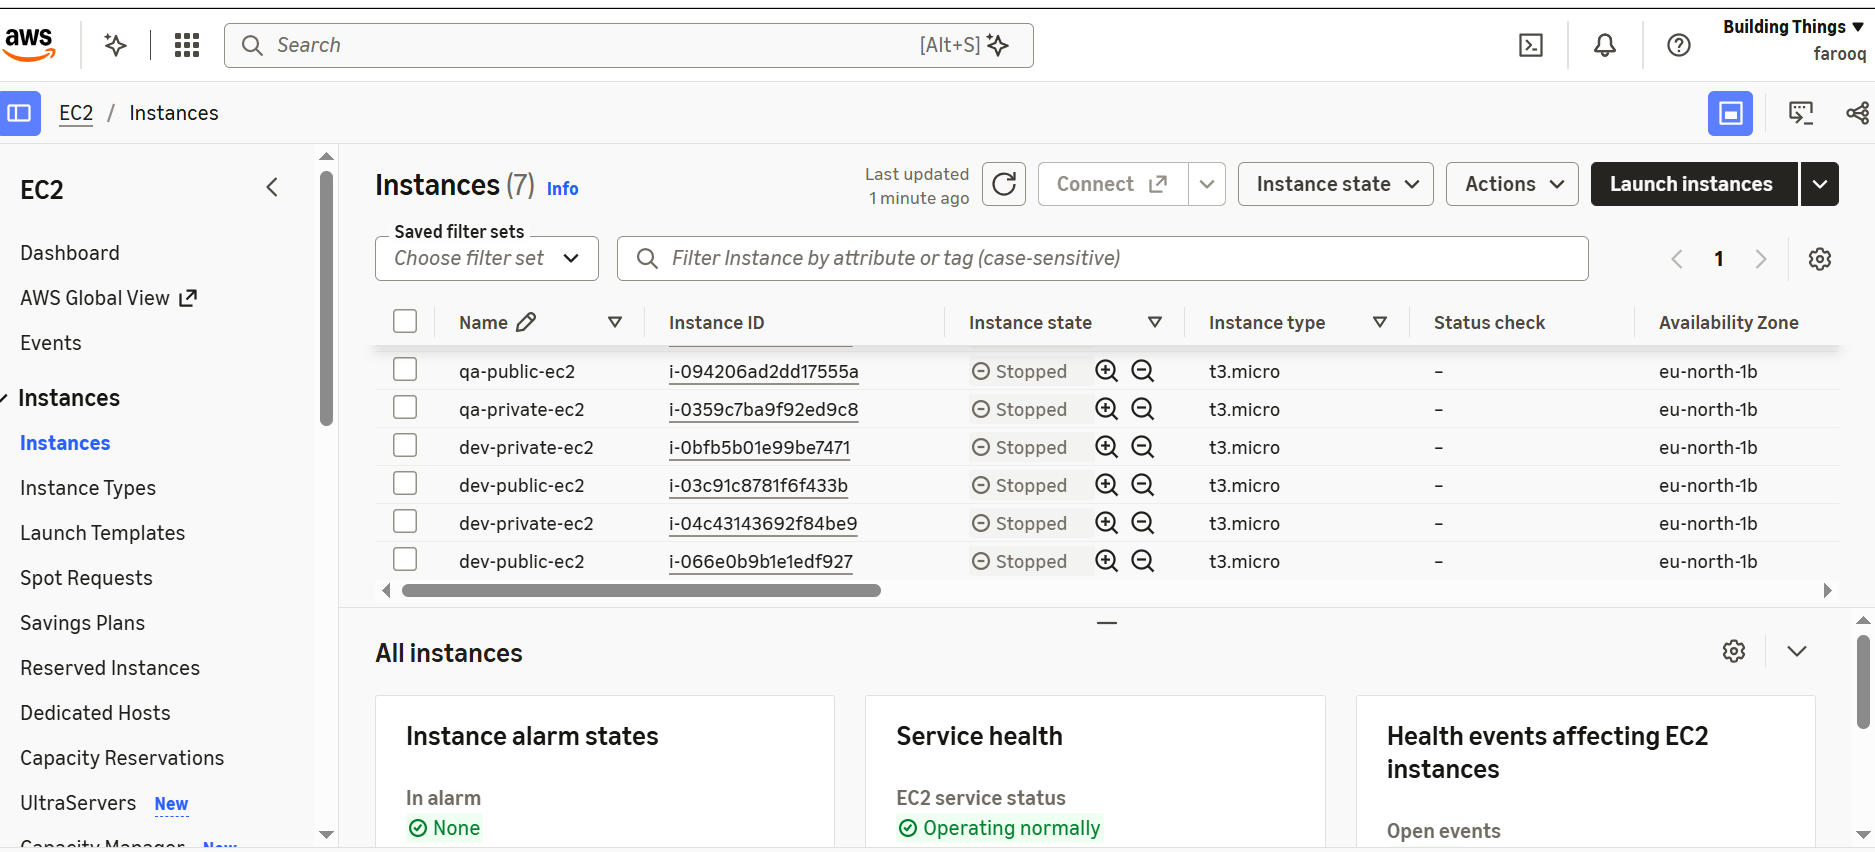 aws
Search [Alt+S]
Building Things
farooq
EC2 / Instances
EC2
Dashboard
AWS Global View
Events
Instances
Instances
Instance Types
Launch Templates
Spot Requests
Savings Plans
Reserved Instances
Dedicated Hosts
Capacity Reservations
UltraServers New
Capacity Manager New
Instances (7) Info
Last updated
1 minute ago
Connect
Instance state
Actions
Launch instances
Saved filter sets
Choose filter set
Filter Instance by attribute or tag (case-sensitive)
1
Name Instance ID Instance state Instance type Status check Availability Zone
qa-public-ec2 i-094206ad2dd17555a Stopped t3.micro – eu-north-1b
qa-private-ec2 i-0359c7ba9f92ed9c8 Stopped t3.micro – eu-north-1b
dev-private-ec2 i-0bfb5b01e99be7471 Stopped t3.micro – eu-north-1b
dev-public-ec2 i-03c91c8781f6f433b Stopped t3.micro – eu-north-1b
dev-private-ec2 i-04c43143692f84be9 Stopped t3.micro – eu-north-1b
dev-public-ec2 i-066e0b9b1e1edf927 Stopped t3.micro – eu-north-1b
All instances
Instance alarm states
In alarm
None
Service health
EC2 service status
Operating normally
Health events affecting EC2
instances
Open events